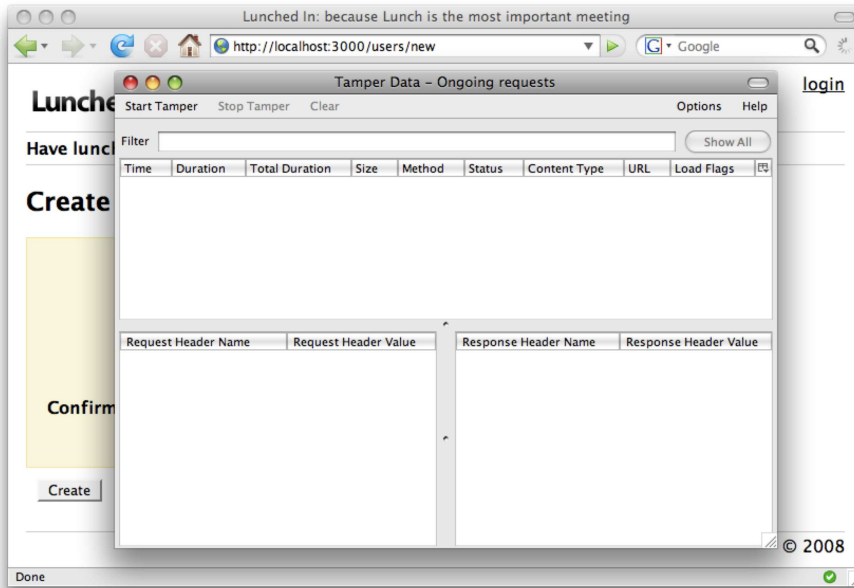 Lunched In: because Lunch is the most important meeting
http://localhost:3000/users/new
G Google
login
Lunche
Tamper Data – Ongoing requests
Start Tamper Stop Tamper Clear Options Help
Have luncl
Filter Show All
Time Duration Total Duration Size Method Status Content Type URL Load Flags
Create
Request Header Name Request Header Value Response Header Name Response Header Value
Confirm
Create
© 2008
Done